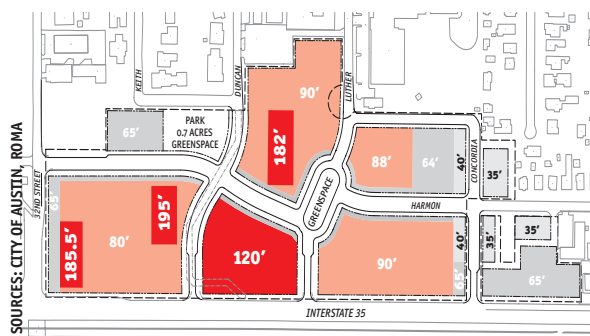 KEITH
DUNCAN
LUTHER
90’
65’
PARK
0.7 ACRES
GREENSPACE
182’
88’
64’
40’
CONCORDIA
35’
SOURCES: CITY OF AUSTIN, ROMA
32ND STREET
65’
185.5’
80’
195’
120’
GREENSPACE
HARMON
90’
40’
65’
35’
35’
65’
INTERSTATE 35